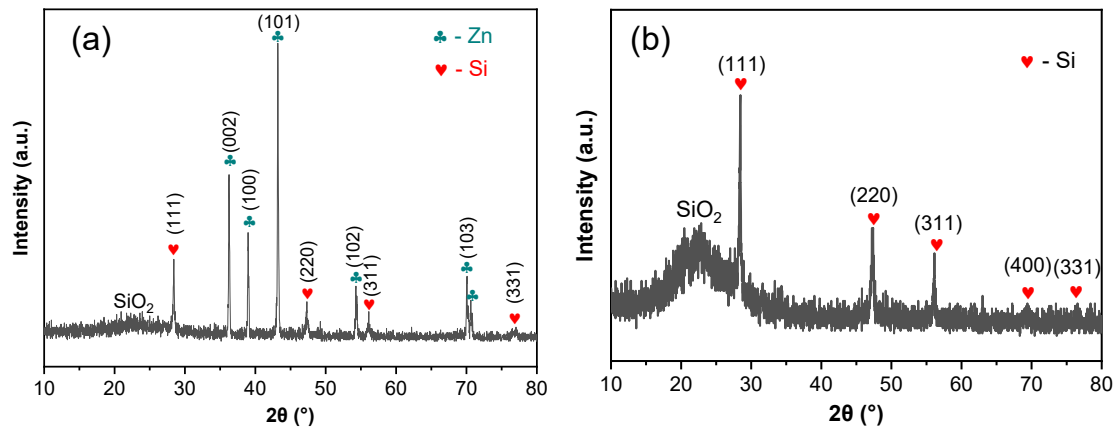 (a)
(101)
♣ - Zn
♥ - Si
(002)
(100)
(111)
SiO2
(220)
(102)
(311)
(103)
(331)
Intensity (a.u.)
10 20 30 40 50 60 70 80
2θ (°)
(b)
(111)
♥ - Si
SiO2
(220)
(311)
(400)
(331)
Intensity (a.u.)
10 20 30 40 50 60 70 80
2θ (°)